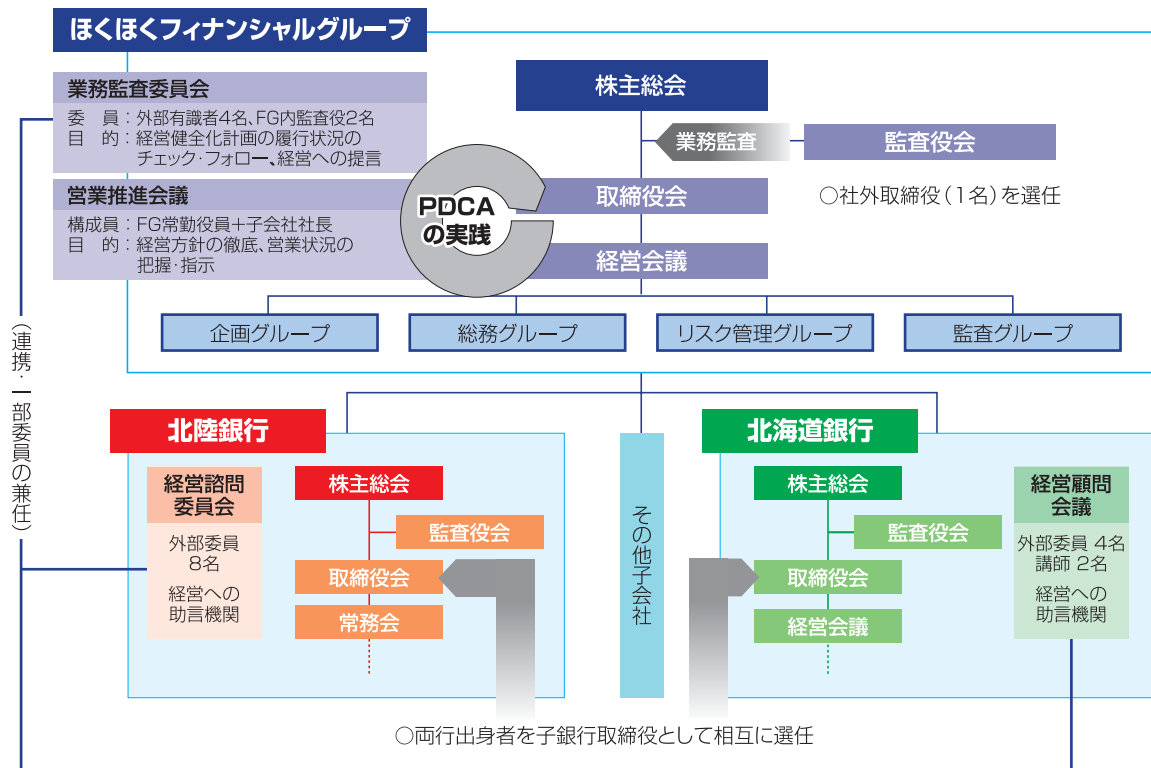 ほくほくフィナンシャルグループ
業務監査委員会
委　員：外部有識者4名、FG内監査役2名
目　的：経営健全化計画の履行状況の
チェック・フォロー、経営への提言
営業推進会議
構成員：FG常勤役員＋子会社社長
目　的：経営方針の徹底、営業状況の
把握・指示
株主総会
業務監査
監査役会
○社外取締役（1名）を選任
PDCA
の実践
取締役会
経営会議
企画グループ
総務グループ
リスク管理グループ
監査グループ
（連携・一部委員の兼任）
北陸銀行
経営諮問
委員会
外部委員
8名
経営への
助言機関
株主総会
監査役会
取締役会
常務会
その他子会社
北海道銀行
株主総会
監査役会
取締役会
経営会議
経営顧問
会議
外部委員 4名
講師 2名
経営への
助言機関
○両行出身者を子銀行取締役として相互に選任